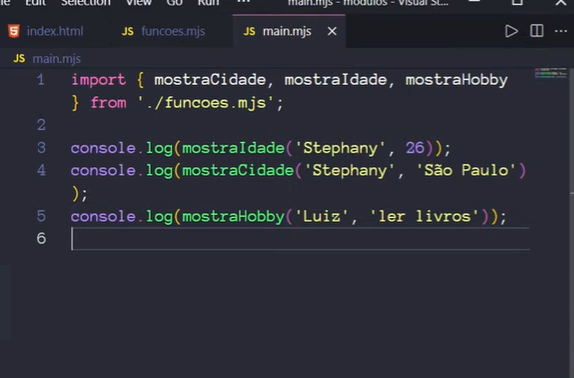 Edit Selection View Go Run ··· main.mjs - modulos - Visual St...
index.html JS funcoes.mjs JS main.mjs
JS main.mjs
1 import { mostraCidade, mostraIdade, mostraHobby
} from './funcoes.mjs';
2
3 console.log(mostraIdade('Stephany', 26));
4 console.log(mostraCidade('Stephany', 'São Paulo')
);
5 console.log(mostraHobby('Luiz', 'ler livros'));
6